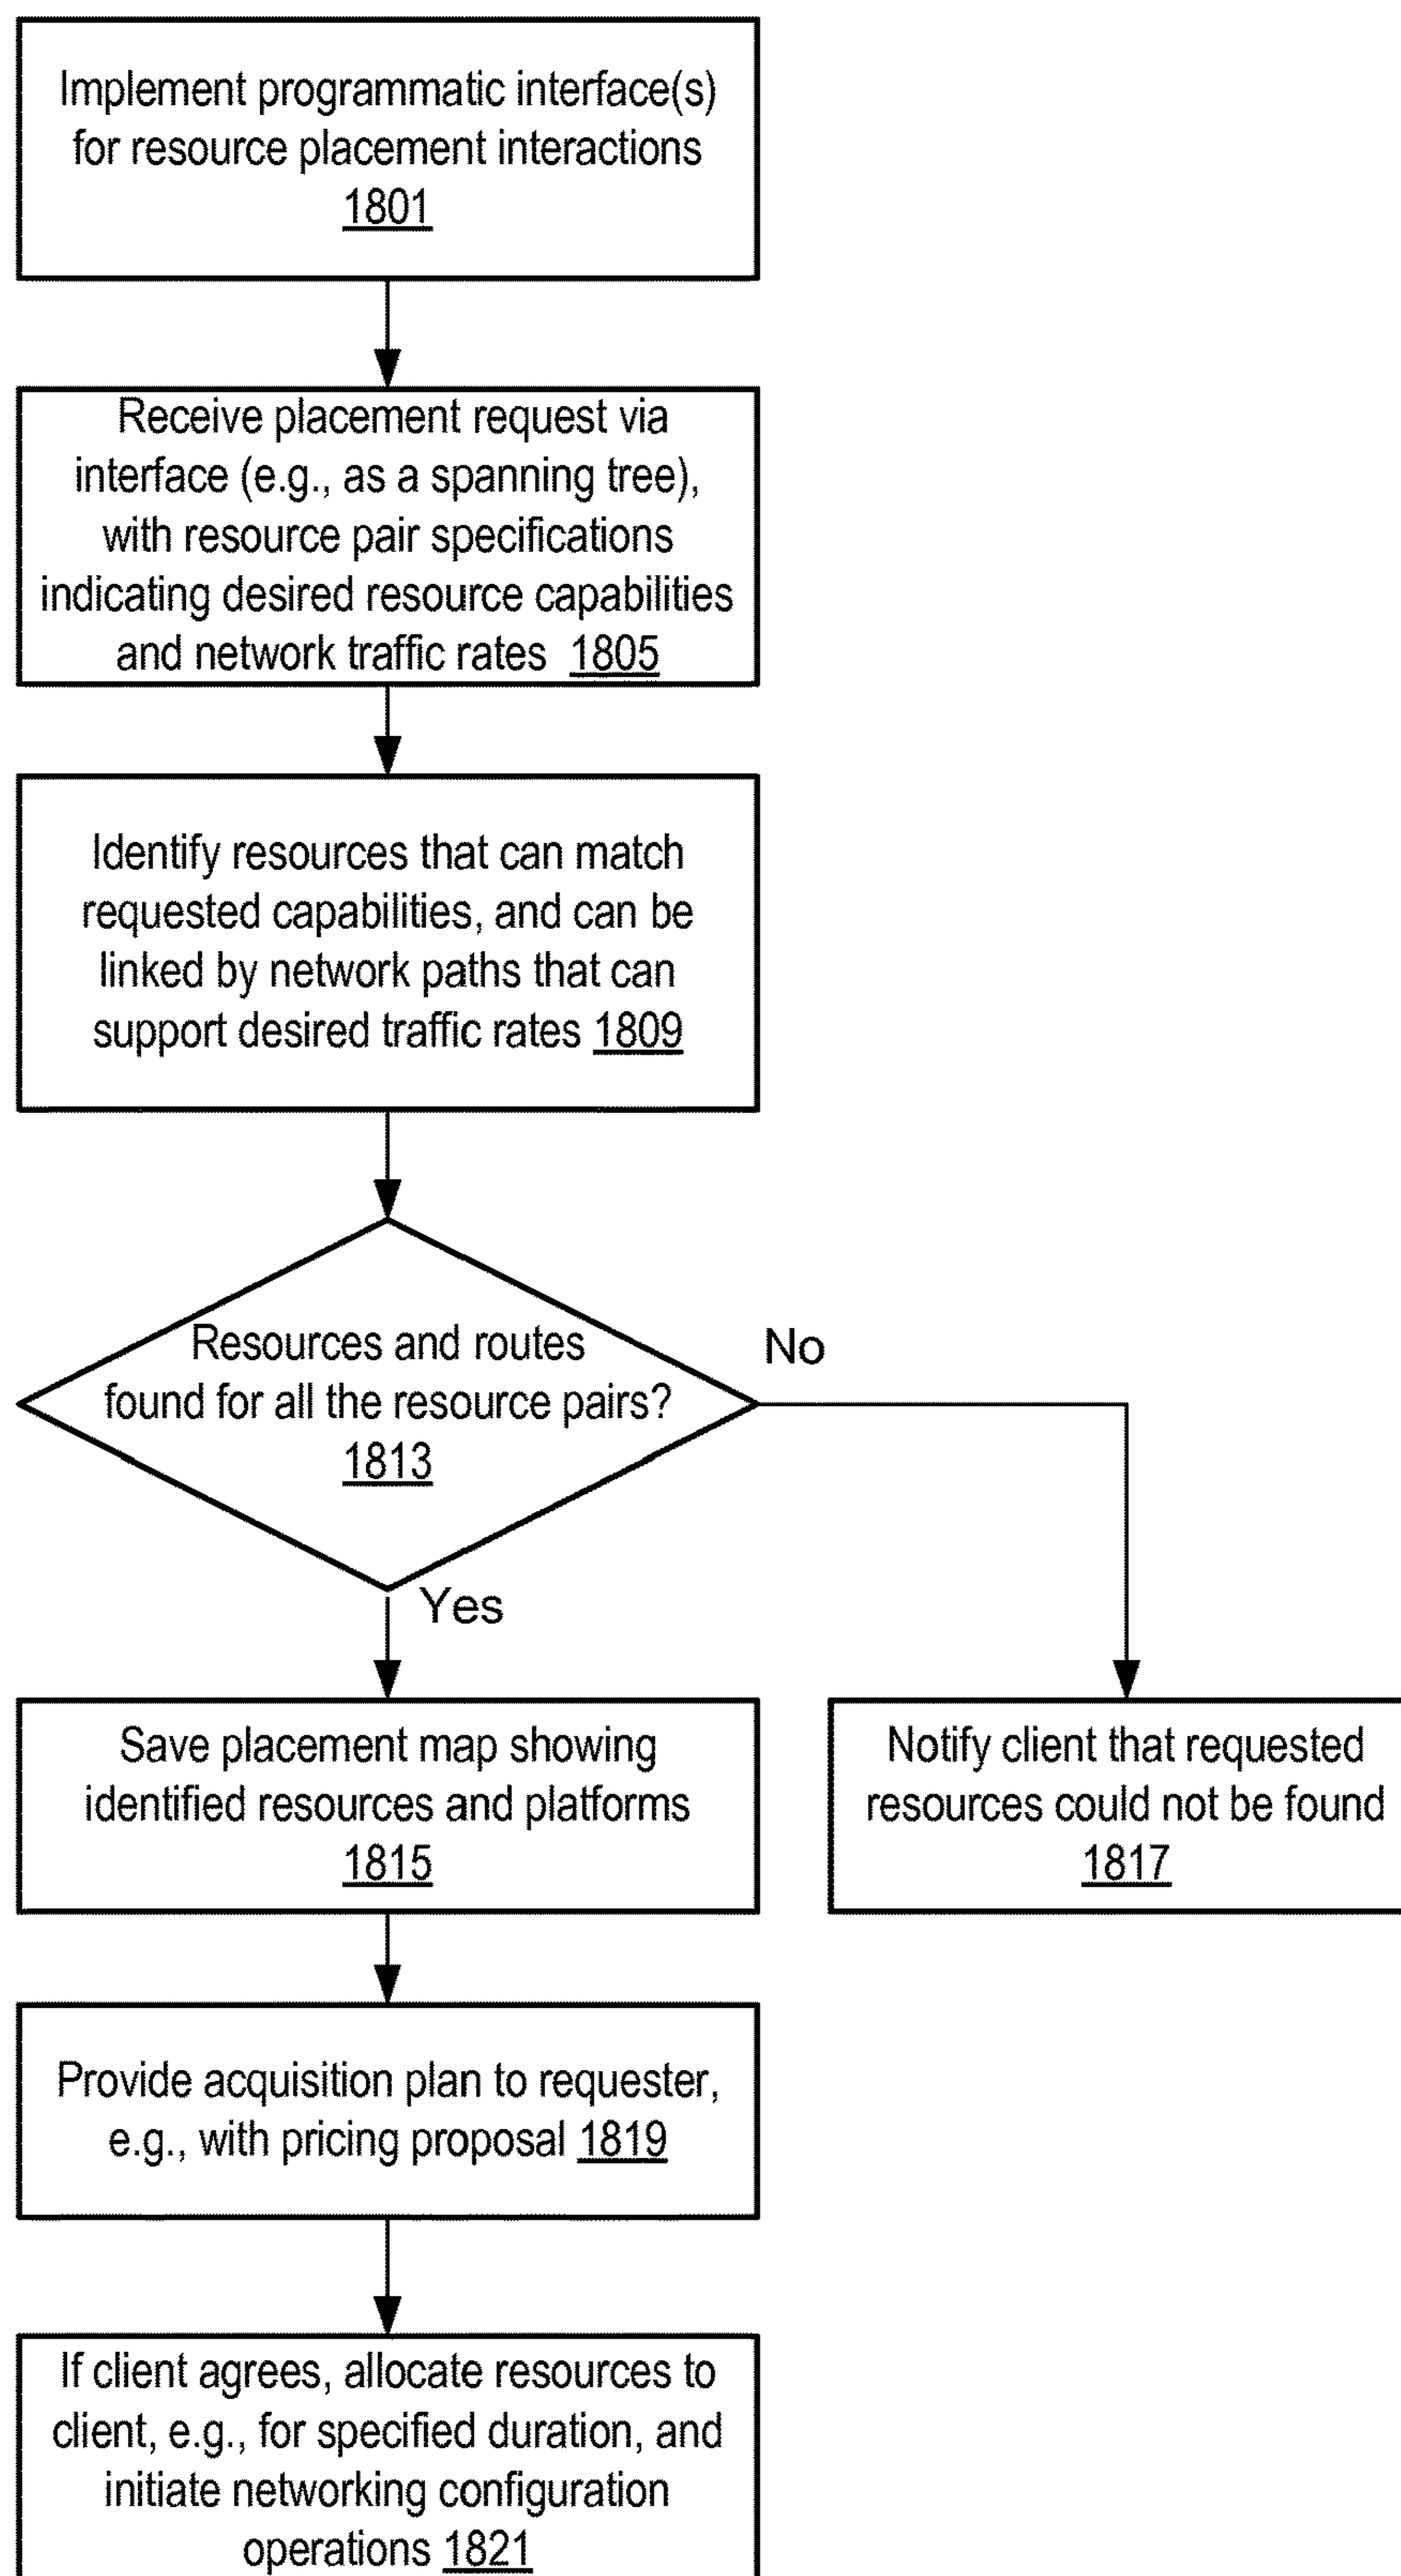 Implement programmatic interface(s)
for resource placement interactions
1801
Receive placement request via
interface (e.g., as a spanning tree),
with resource pair specifications
indicating desired resource capabilities
and network traffic rates 1805
Identify resources that can match
requested capabilities, and can be
linked by network paths that can
support desired traffic rates 1809
Resources and routes
found for all the resource pairs?
1813
No
Yes
Save placement map showing
identified resources and platforms
1815
Notify client that requested
resources could not be found
1817
Provide acquisition plan to requester,
e.g., with pricing proposal 1819
If client agrees, allocate resources to
client, e.g., for specified duration, and
initiate networking configuration
operations 1821